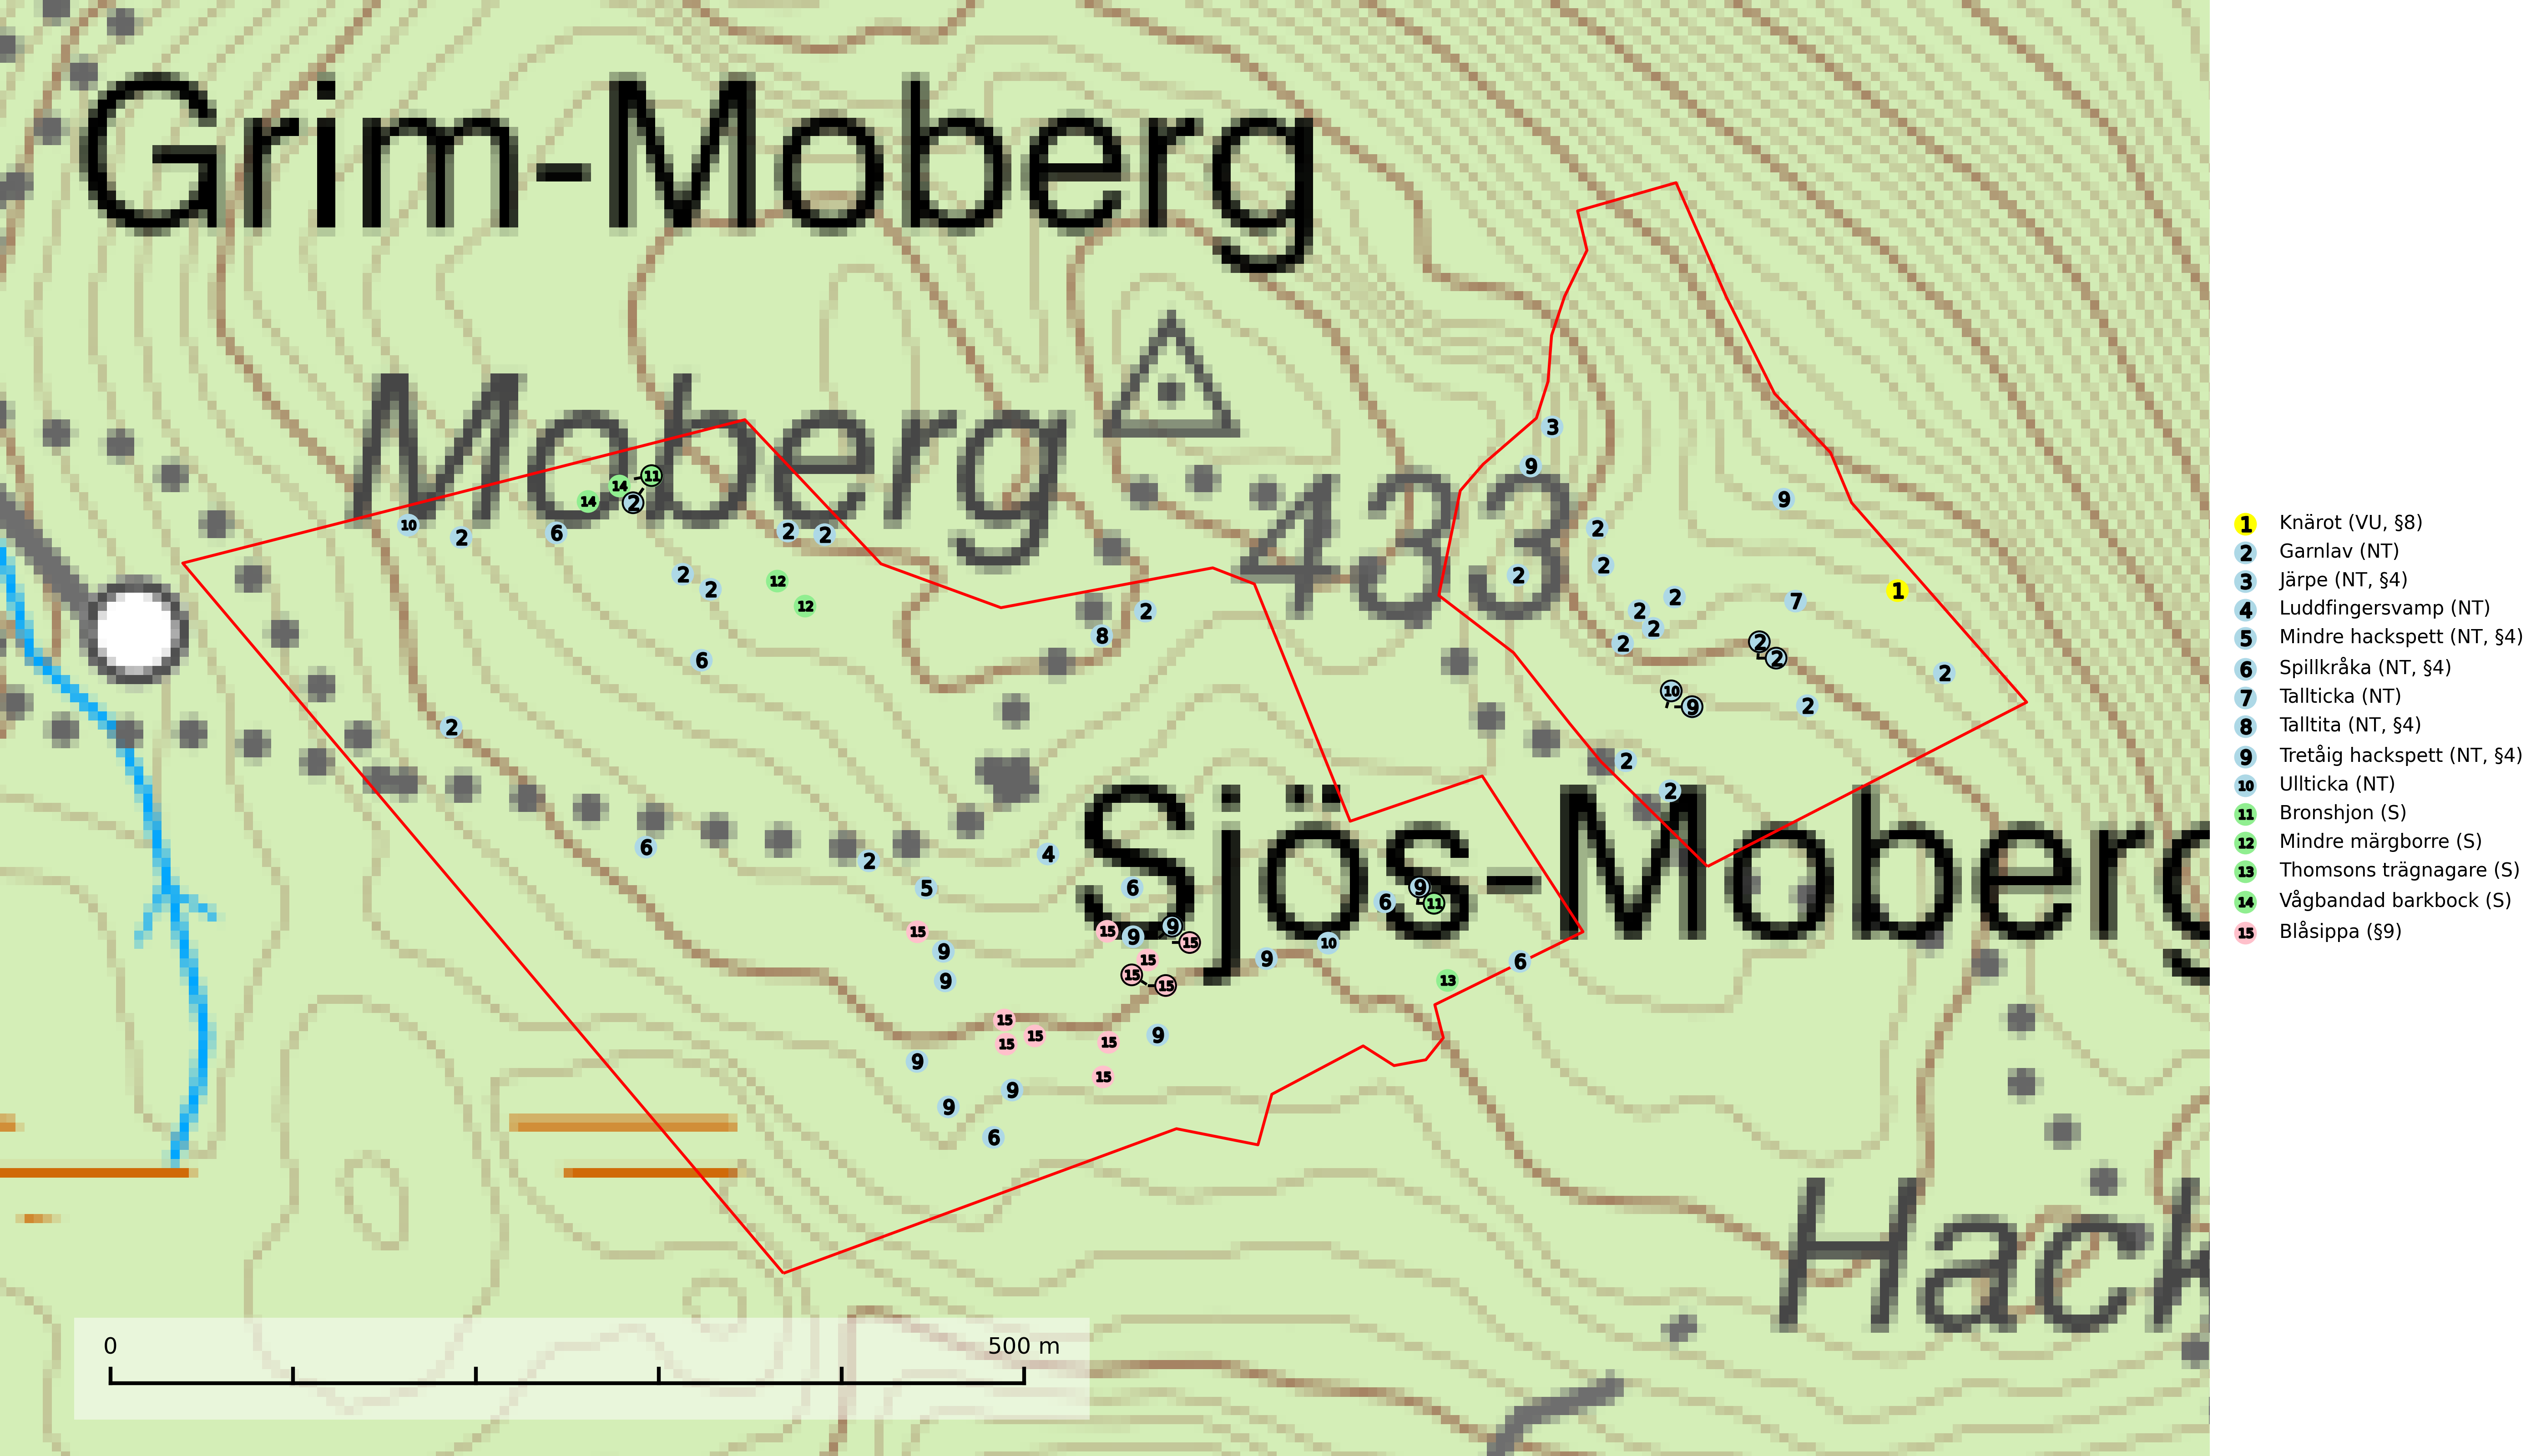 Grim-Moberg
Moberg
433
Sjös-Moberg
Hack
0 500 m
1 Knärot (VU, §8)
2 Garnlav (NT)
3 Järpe (NT, §4)
4 Luddfingersvamp (NT)
5 Mindre hackspett (NT, §4)
6 Spillkråka (NT, §4)
7 Tallticka (NT)
8 Talltita (NT, §4)
9 Tretåig hackspett (NT, §4)
10 Ullticka (NT)
11 Bronshjon (S)
12 Mindre märgborre (S)
13 Thomsons trägnagare (S)
14 Vågbandad barkbock (S)
15 Blåsippa (§9)